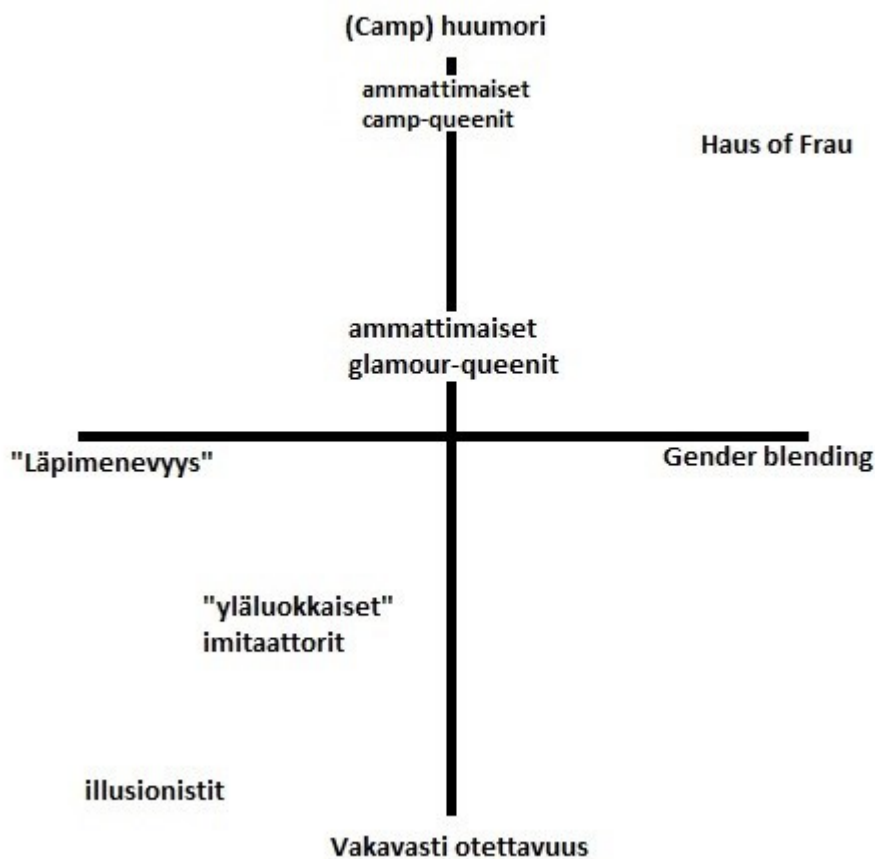 (Camp) huumori
ammattimaiset
camp-queenit
Haus of Frau
ammattimaiset
glamour-queenit
"Läpimenevyys"
Gender blending
"yläluokkaiset"
imitaattorit
illusionistit
Vakavasti otettavuus